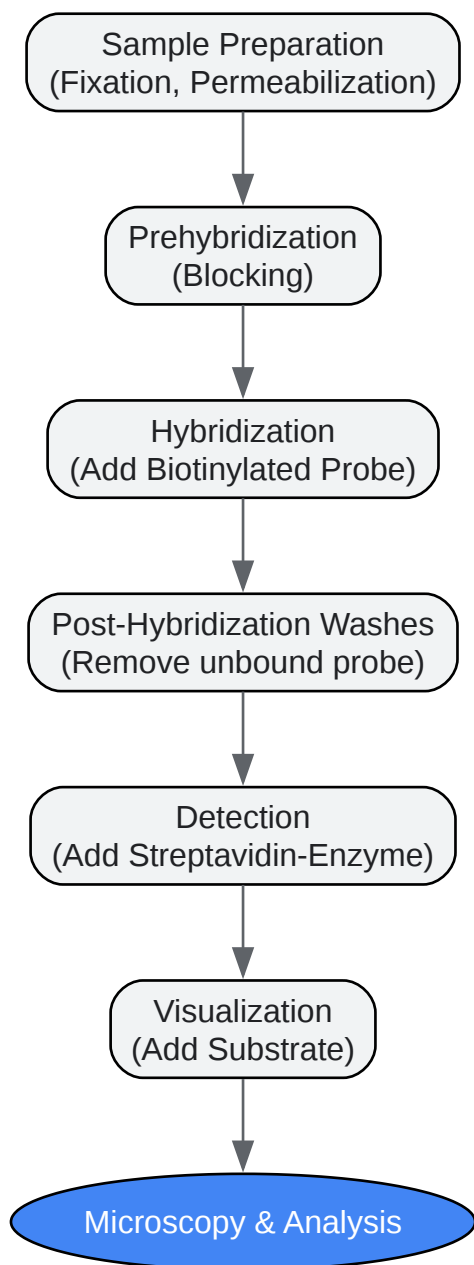 Sample Preparation
(Fixation, Permeabilization)
Prehybridization
(Blocking)
Hybridization
(Add Biotinylated Probe)
Post-Hybridization Washes
(Remove unbound probe)
Detection
(Add Streptavidin-Enzyme)
Visualization
(Add Substrate)
Microscopy & Analysis